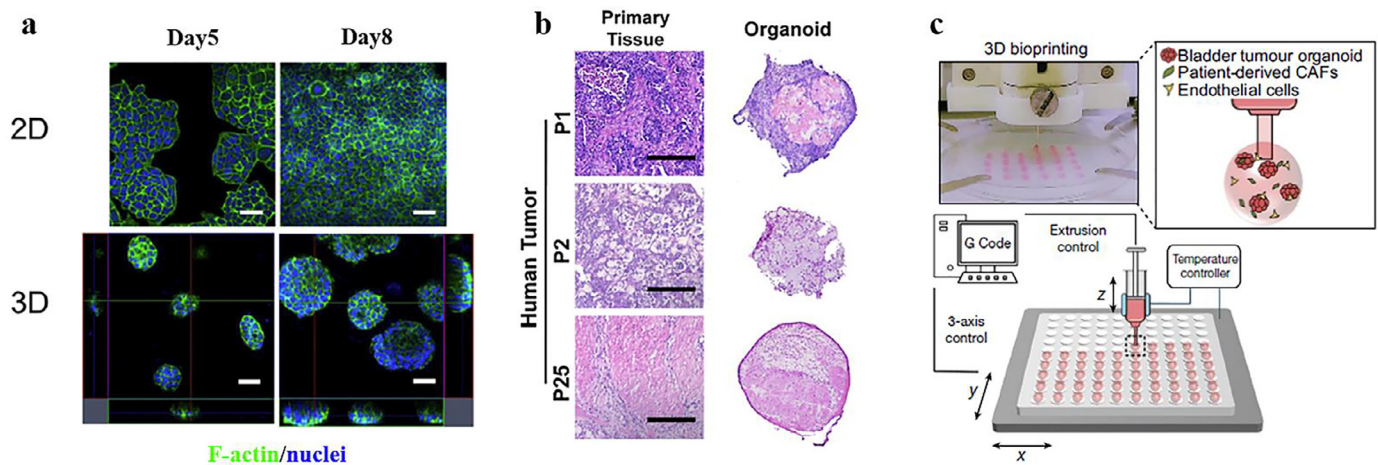 a
Day5
Day8
2D
3D
F-actin/nuclei
b
Primary
Tissue
Organoid
Human Tumor
P1
P2
P25
c
3D bioprinting
Bladder tumour organoid
Patient-derived CAFs
Endothelial cells
G Code
Extrusion
control
Temperature
controller
3-axis
control
z
y
x